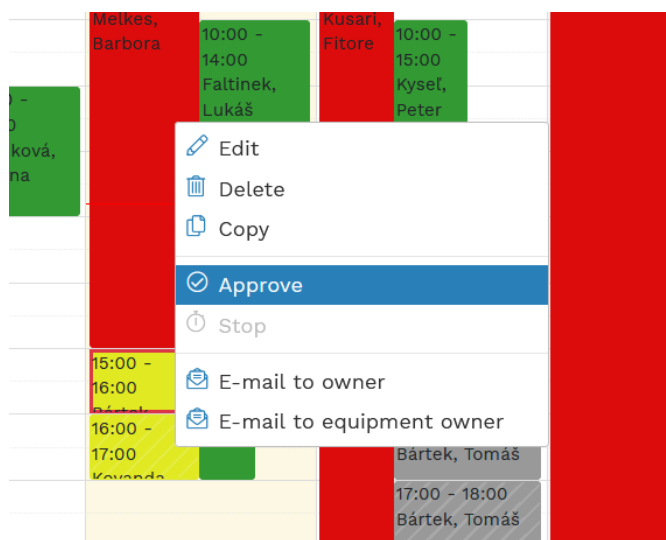 Melkes,
Barbora
10:00 -
14:00
Faltinek,
Lukáš
Kusari,
Fitore
10:00 -
15:00
Kyseľ,
Peter
ková,
na
Edit
Delete
Copy
Approve
Stop
E-mail to owner
E-mail to equipment owner
15:00 -
16:00
Bártek
16:00 -
17:00
Kovanda
Bártek, Tomáš
17:00 - 18:00
Bártek, Tomáš